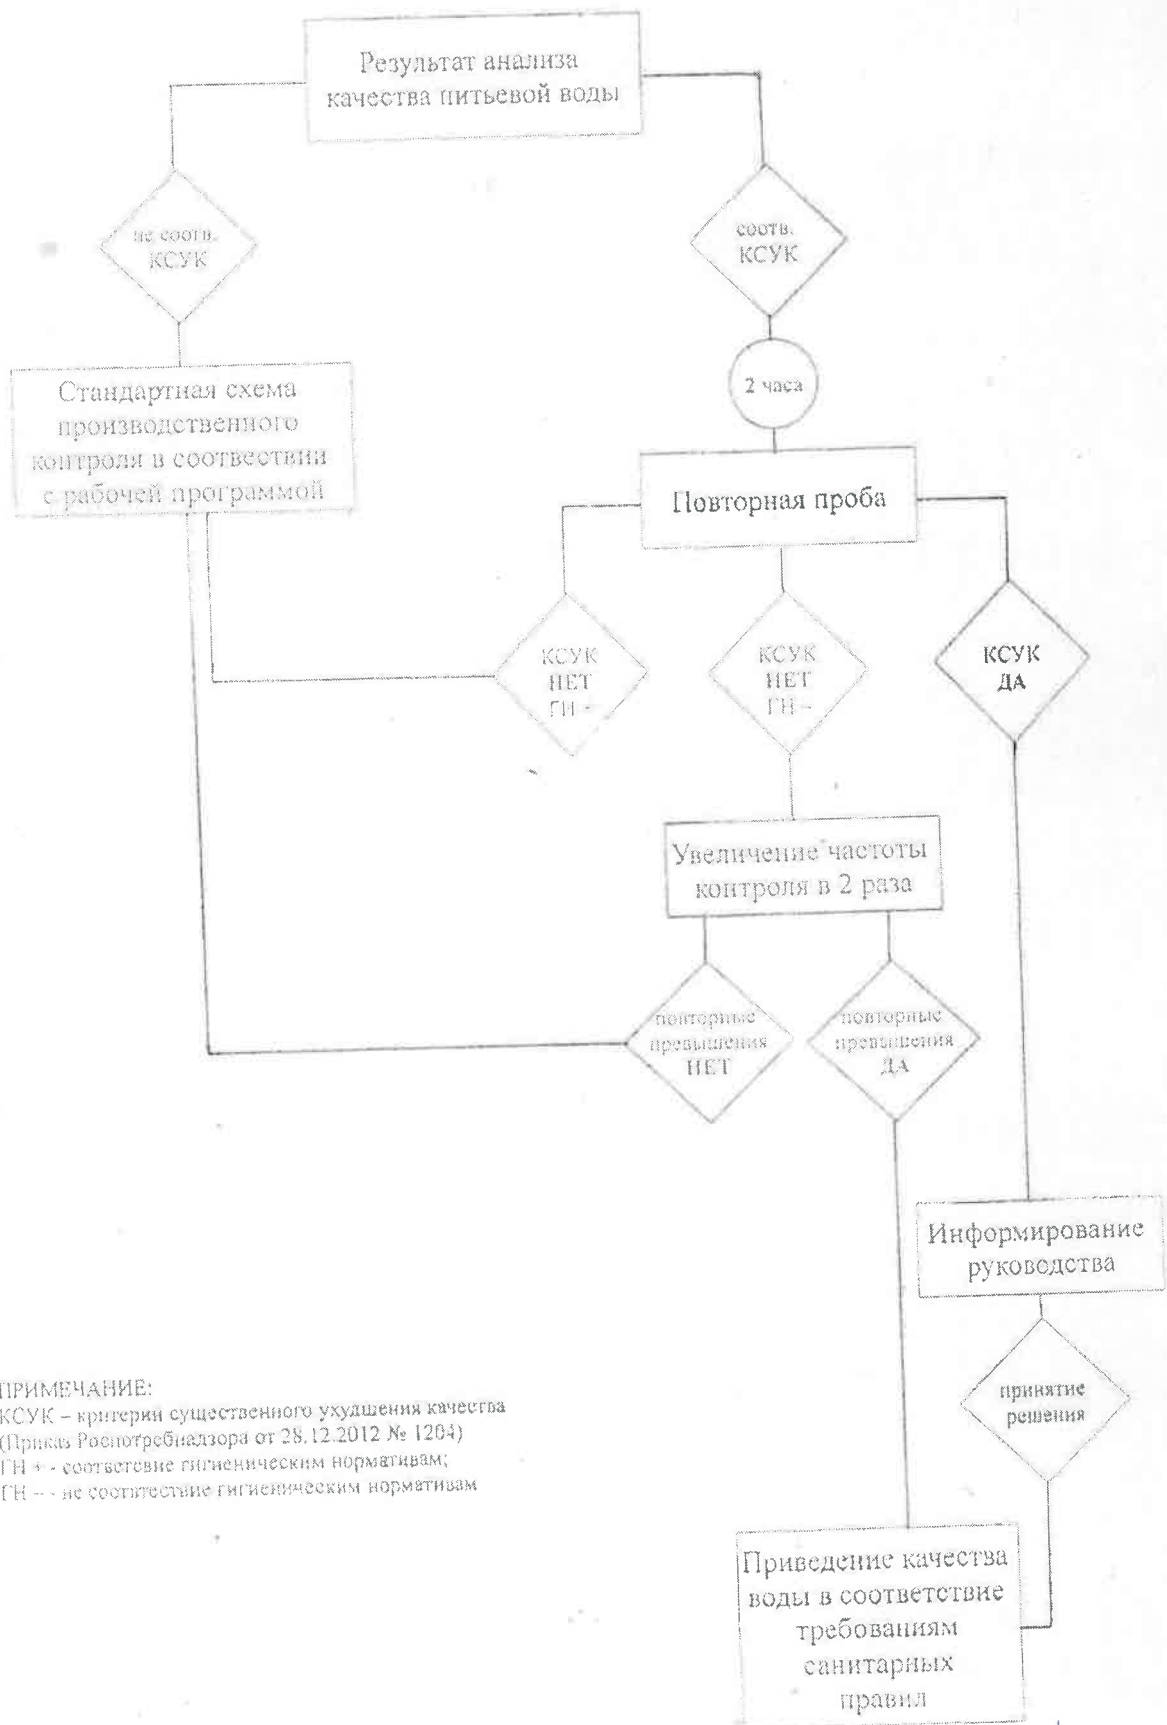 Результат анализа
качества питьевой воды
не соотв.
КСУК
соотв.
КСУК
2 часа
Стандартная схема
производственного
контроля в соотвествии
с рабочей программой
Повторная проба
КСУК
НЕТ
ГН +
КСУК
НЕТ
ГН –
КСУК
ДА
Увеличение частоты
контроля в 2 раза
повторные
превышения
НЕТ
повторные
превышения
ДА
Информирование
руководства
принятие
решения
ПРИМЕЧАНИЕ:
КСУК – критерии существенного ухудшения качества
(Приказ Роспотребнадзора от 28.12.2012 № 1204)
ГН + - соответсвие гигиеническим нормативам;
ГН – - не гигиеническим нормативам
Приведение качества
воды в соответствие
требованиям
санитарных
правил